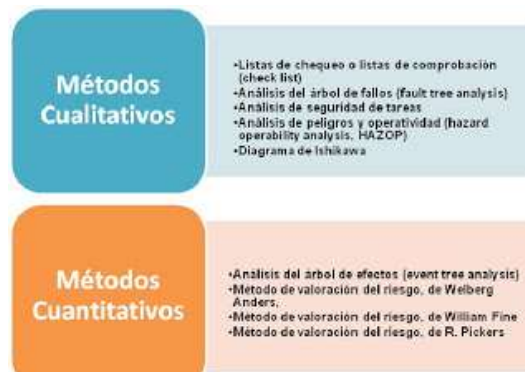 Métodos
Cualitativos
•Listas de chequeo o listas de comprobación
(check list)
•Análisis del árbol de fallos (fault tree analysis)
•Análisis de seguridad de tareas
•Análisis de peligros y operatividad (hazard
operability analysis, HAZOP)
•Diagrama de Ishikawa
Métodos
Cuantitativos
•Análisis del árbol de efectos (event tree analysis)
•Método de valoración del riesgo, de Welberg
Anders,
•Método de valoración del riesgo, de William Fine
•Método de valoración del riesgo, de R. Pickers